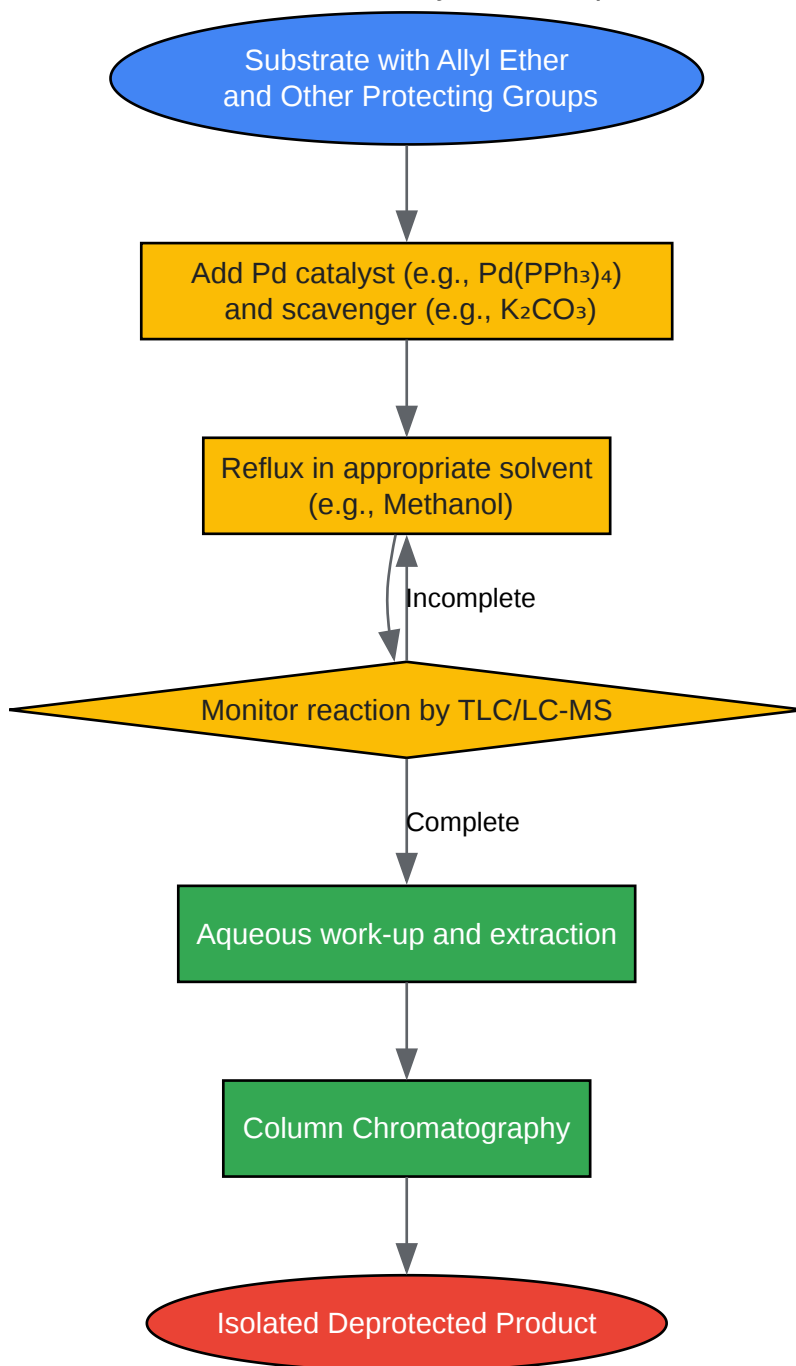 Substrate with Allyl Ether
and Other Protecting Groups
Add Pd catalyst (e.g., Pd(PPh₃)₄)
and scavenger (e.g., K₂CO₃)
Reflux in appropriate solvent
(e.g., Methanol)
Incomplete
Monitor reaction by TLC/LC-MS
Complete
Aqueous work-up and extraction
Column Chromatography
Isolated Deprotected Product